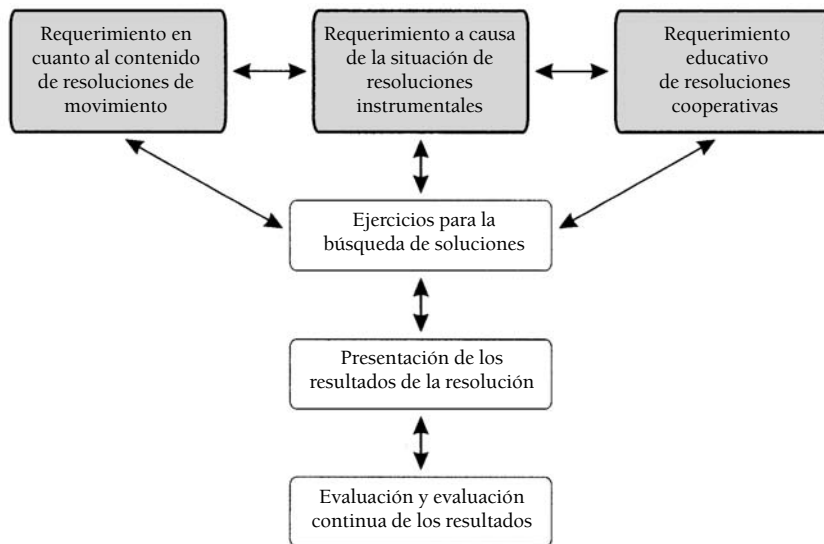 Requerimiento en
cuanto al contenido
de resoluciones de
movimiento
Requerimiento a causa
de la situación de
resoluciones
instrumentales
Requerimiento
educativo
de resoluciones
cooperativas
Ejercicios para la
búsqueda de soluciones
Presentación de los
resultados de la resolución
Evaluación y evaluación
continua de los resultados